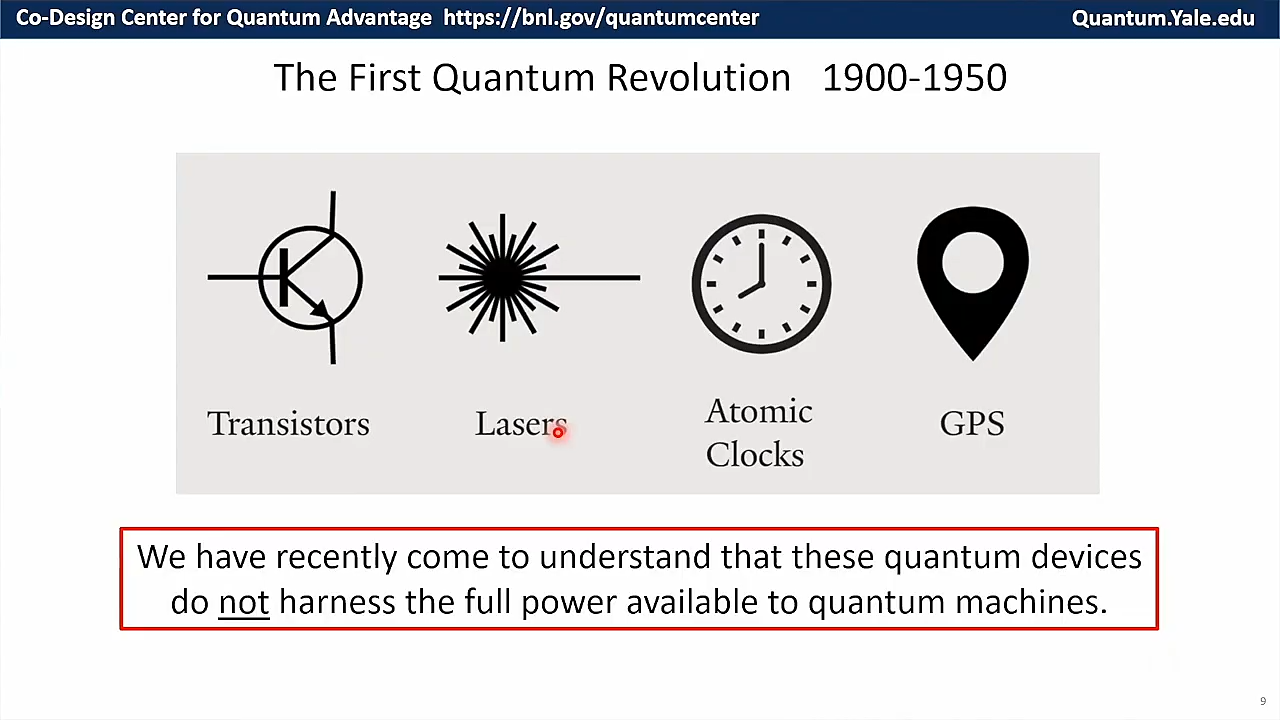 Co-Design Center for Quantum Advantage  https://bnl.gov/quantumcenter
Quantum.Yale.edu
The First Quantum Revolution  1900-1950
Transistors
Lasers
Atomic
Clocks
GPS
We have recently come to understand that these quantum devices
do not harness the full power available to quantum machines.
9